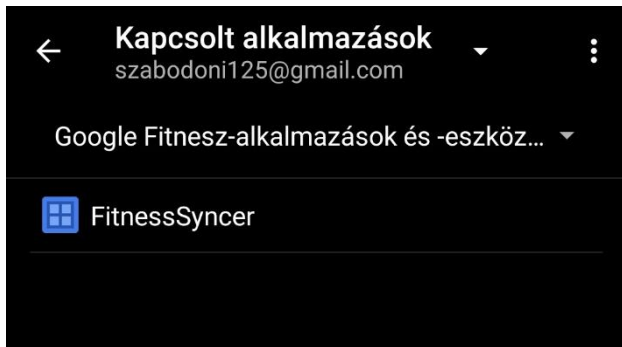 Kapcsolt alkalmazások
szabodoni125@gmail.com
Google Fitnesz-alkalmazások és -eszköz...
FitnessSyncer